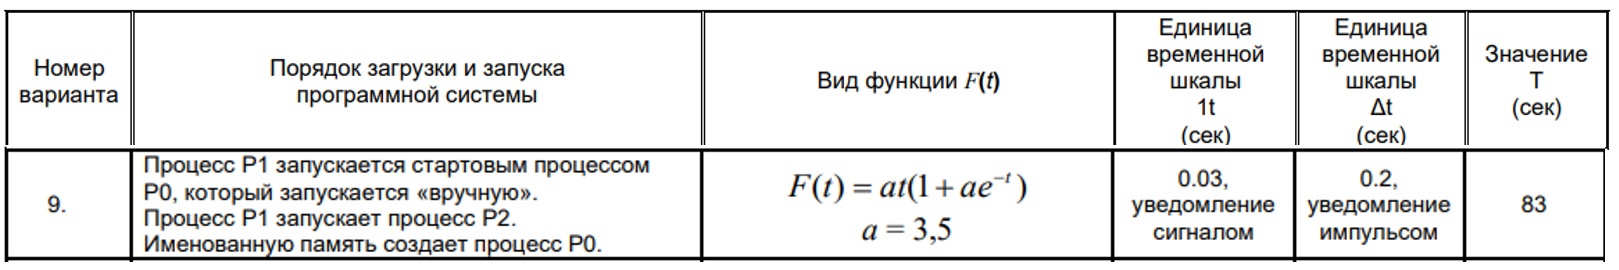 Номер
варианта
Порядок загрузки и запуска
программной системы
Вид функции F(t)
Единица
временной
шкалы
1t
(сек)
Единица
временной
шкалы
Δt
(сек)
Значение
Т
(сек)
9.
Процесс P1 запускается стартовым процессом
P0, который запускается «вручную».
Процесс P1 запускает процесс P2.
Именованную память создает процесс P0.
F(t) = at(1 + ae⁻ᵗ)
a = 3,5
0.03,
уведомление
сигналом
0.2,
уведомление
импульсом
83